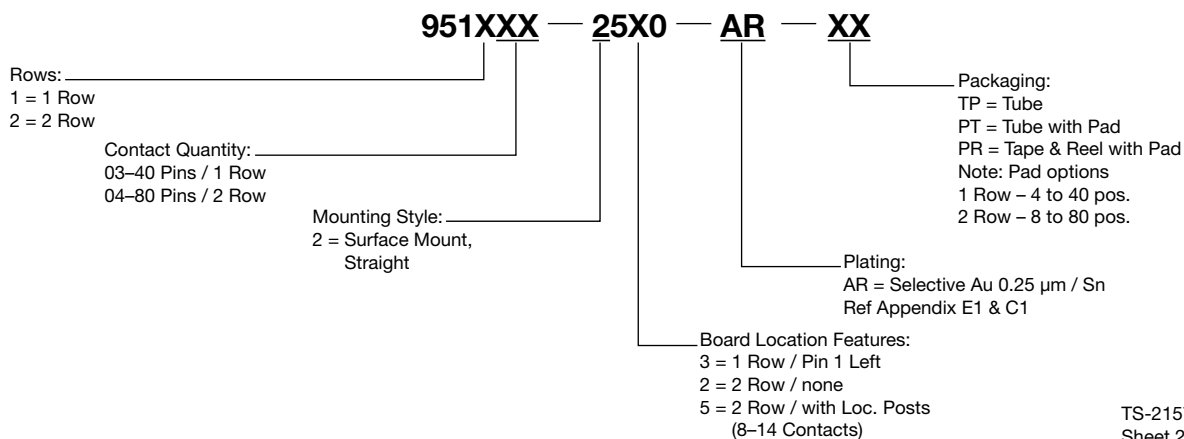 951XXX — 25X0 — AR — XX
Rows:
1 = 1 Row
2 = 2 Row
Contact Quantity:
03–40 Pins / 1 Row
04–80 Pins / 2 Row
Mounting Style:
2 = Surface Mount,
Straight
Packaging:
TP = Tube
PT = Tube with Pad
PR = Tape & Reel with Pad
Note: Pad options
1 Row – 4 to 40 pos.
2 Row – 8 to 80 pos.
Plating:
AR = Selective Au 0.25 µm / Sn
Ref Appendix E1 & C1
Board Location Features:
3 = 1 Row / Pin 1 Left
2 = 2 Row / none
5 = 2 Row / with Loc. Posts
(8–14 Contacts)
Sheet 2